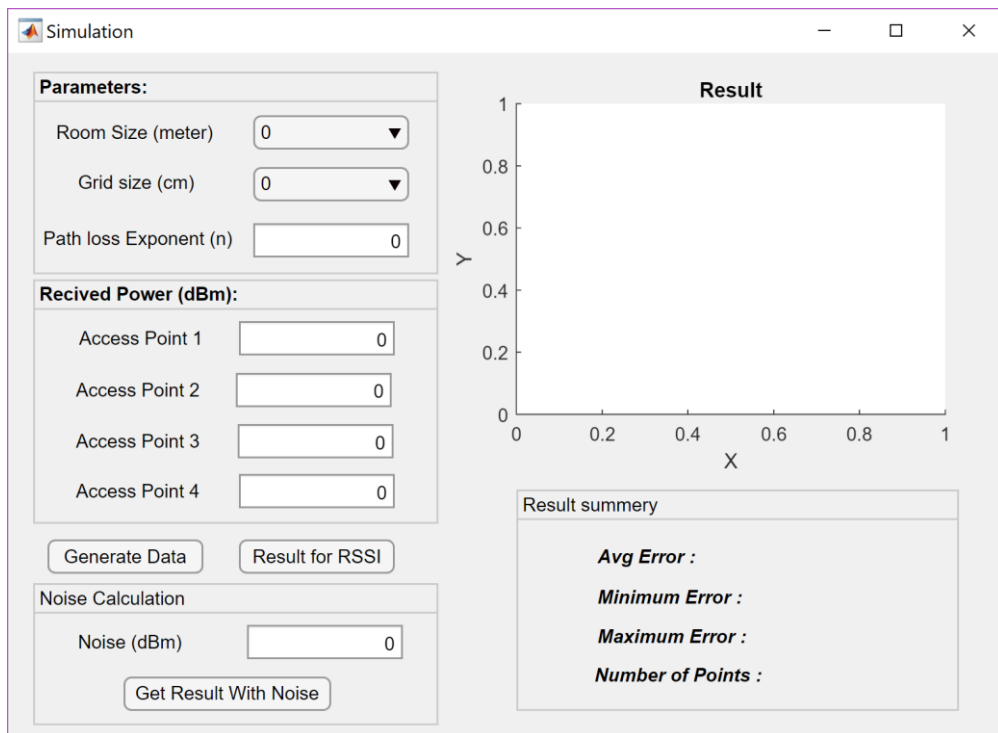 Simulation
Parameters:
Room Size (meter) 0
Grid size (cm) 0
Path loss Exponent (n) 0
Recived Power (dBm):
Access Point 1 0
Access Point 2 0
Access Point 3 0
Access Point 4 0
Generate Data Result for RSSI
Noise Calculation
Noise (dBm) 0
Get Result With Noise
Result
1
0.8
0.6
0.4
0.2
0
Y
0 0.2 0.4 0.6 0.8 1
X
Result summery
Avg Error :
Minimum Error :
Maximum Error :
Number of Points :